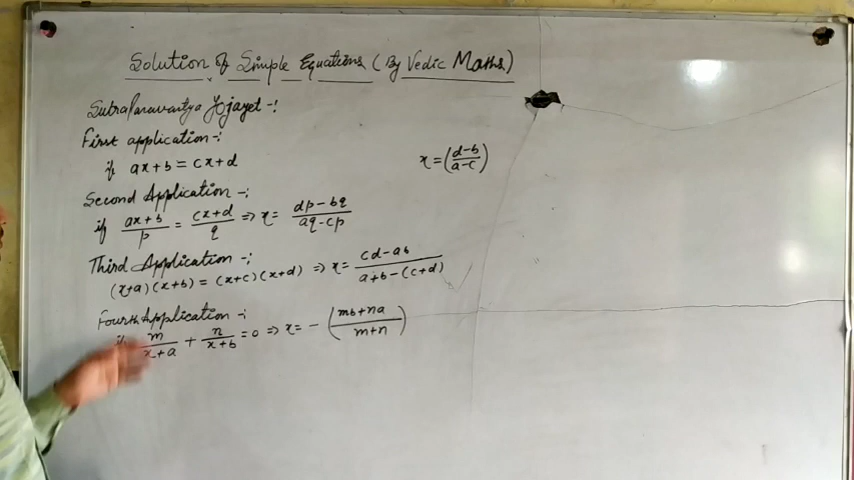 Solution of Simple Equations (By Vedic Maths)
Sutra Paravartya Yojayet -:
First application -:
if ax+b = cx+d x = (d-b/a-c)
Second Application -:
if ax+b/p = cx+d/q => x = dp-bq/aq-cp
Third Application -:
(x+a)(x+b) = (x+c)(x+d) => x = cd-ab/a+b-(c+d)
Fourth Application -:
if m/x+a + n/x+b = 0 => x = -(mb+na/m+n)